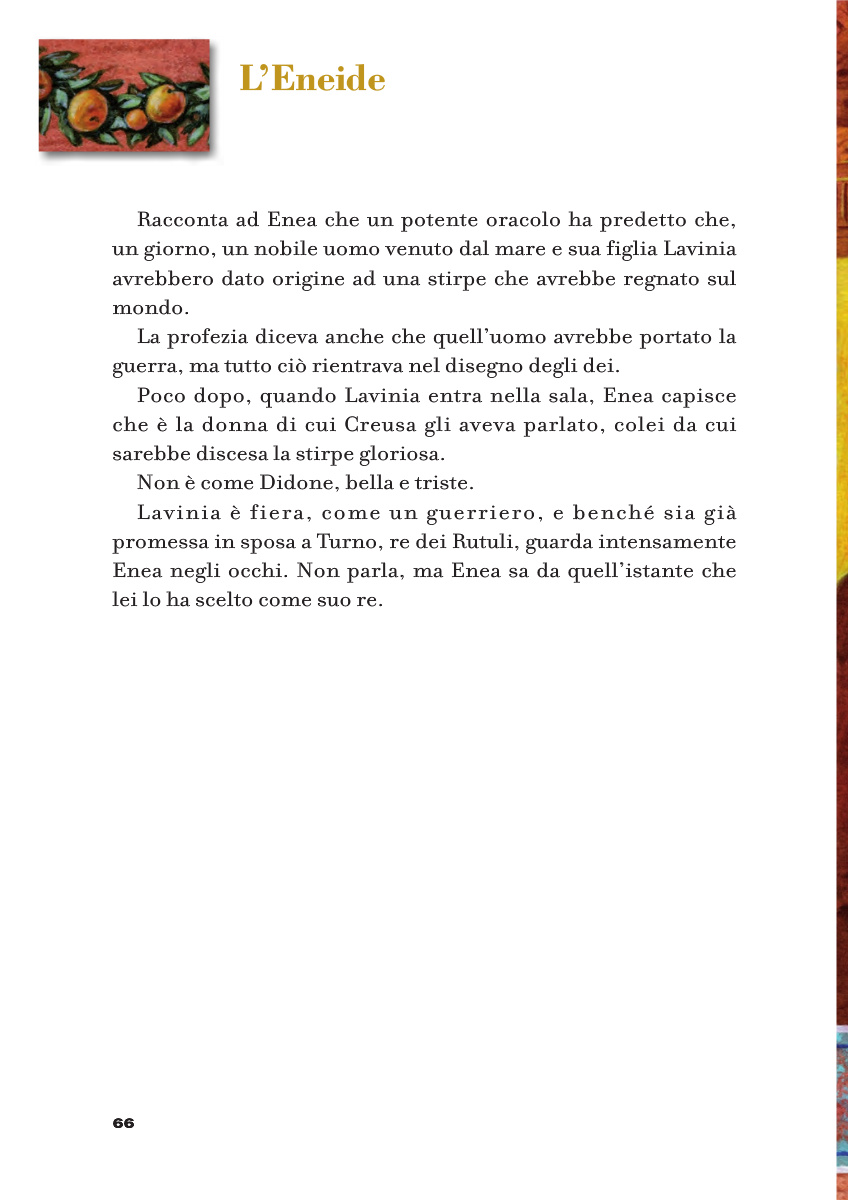 L’Eneide
Racconta ad Enea che un potente oracolo ha predetto che,
un giorno, un nobile uomo venuto dal mare e sua figlia Lavinia
avrebbero dato origine ad una stirpe che avrebbe regnato sul
mondo.
La profezia diceva anche che quell’uomo avrebbe portato la
guerra, ma tutto ciò rientrava nel disegno degli dei.
Poco dopo, quando Lavinia entra nella sala, Enea capisce
che è la donna di cui Creusa gli aveva parlato, colei da cui
sarebbe discesa la stirpe gloriosa.
Non è come Didone, bella e triste.
Lavinia è fiera, come un guerriero, e benché sia già
promessa in sposa a Turno, re dei Rutuli, guarda intensamente
Enea negli occhi. Non parla, ma Enea sa da quell’istante che
lei lo ha scelto come suo re.
66